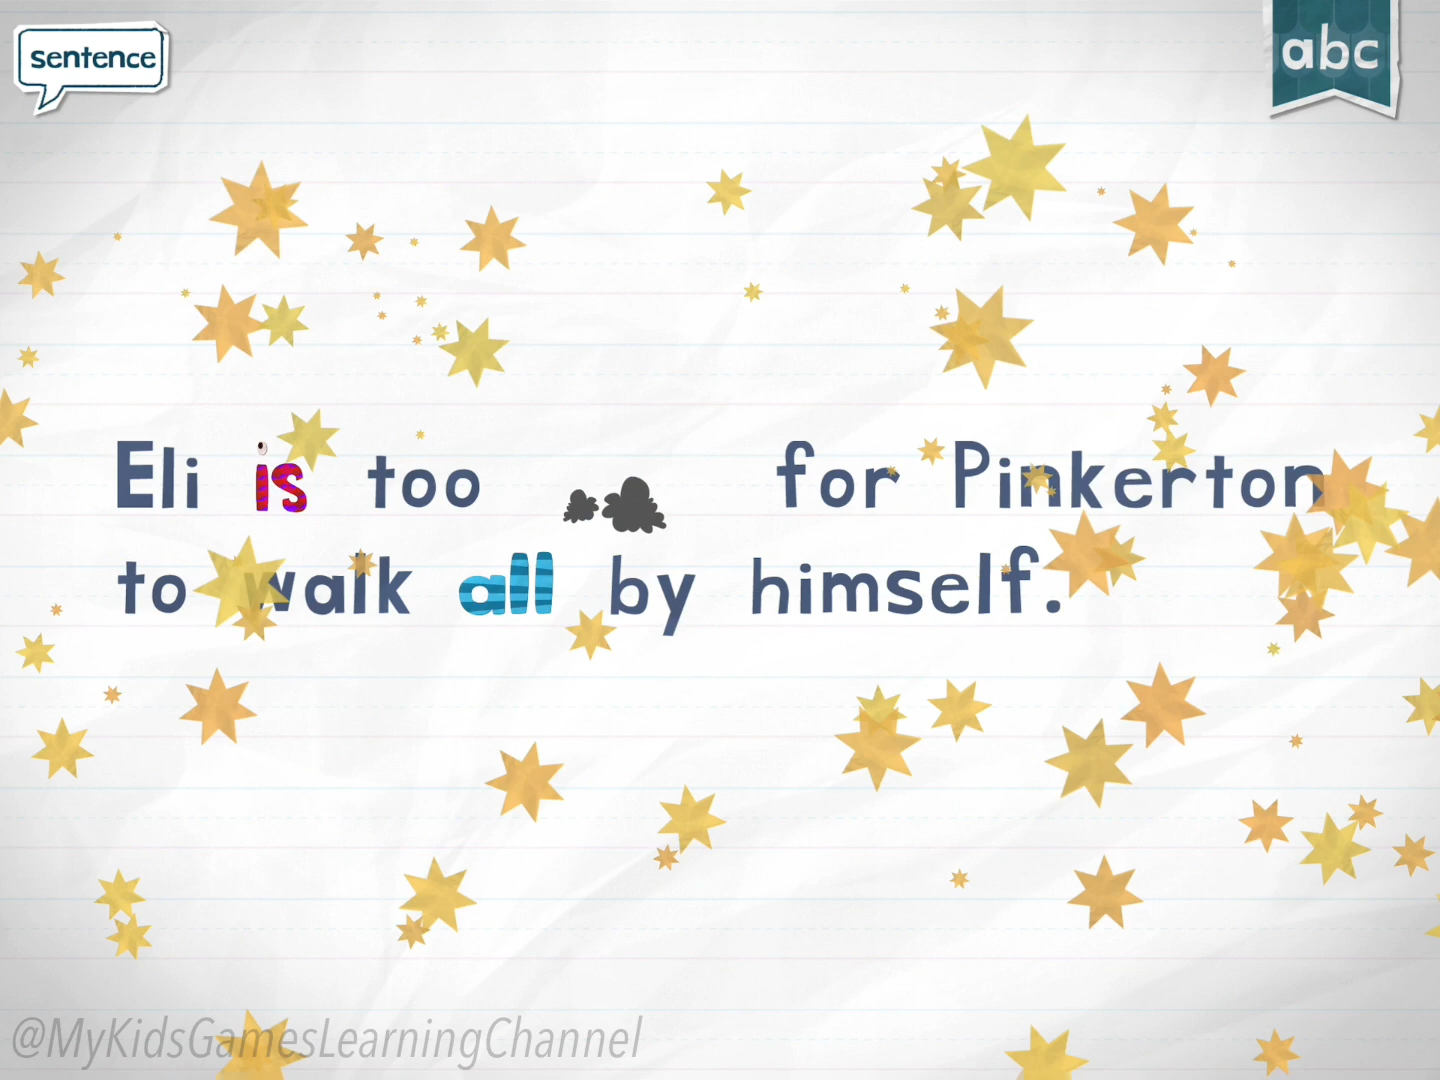 sentence
abc
Eli is too for Pinkerton
to walk all by himself.
@MyKidsGamesLearningChannel